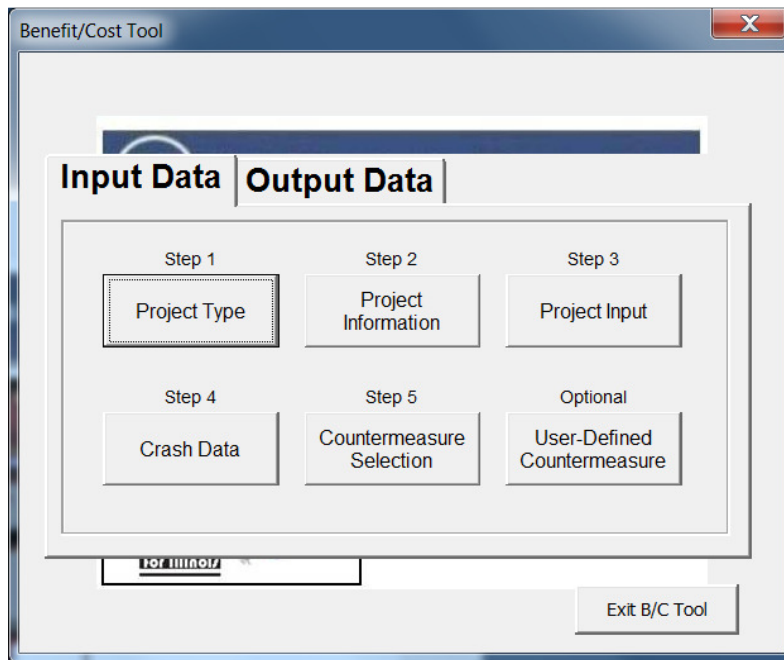 Benefit/Cost Tool
X
Input Data
Output Data
Step 1
Step 2
Step 3
Project Type
Project
Information
Project Input
Step 4
Step 5
Optional
Crash Data
Countermeasure
Selection
User-Defined
Countermeasure
for Illinois
Exit B/C Tool